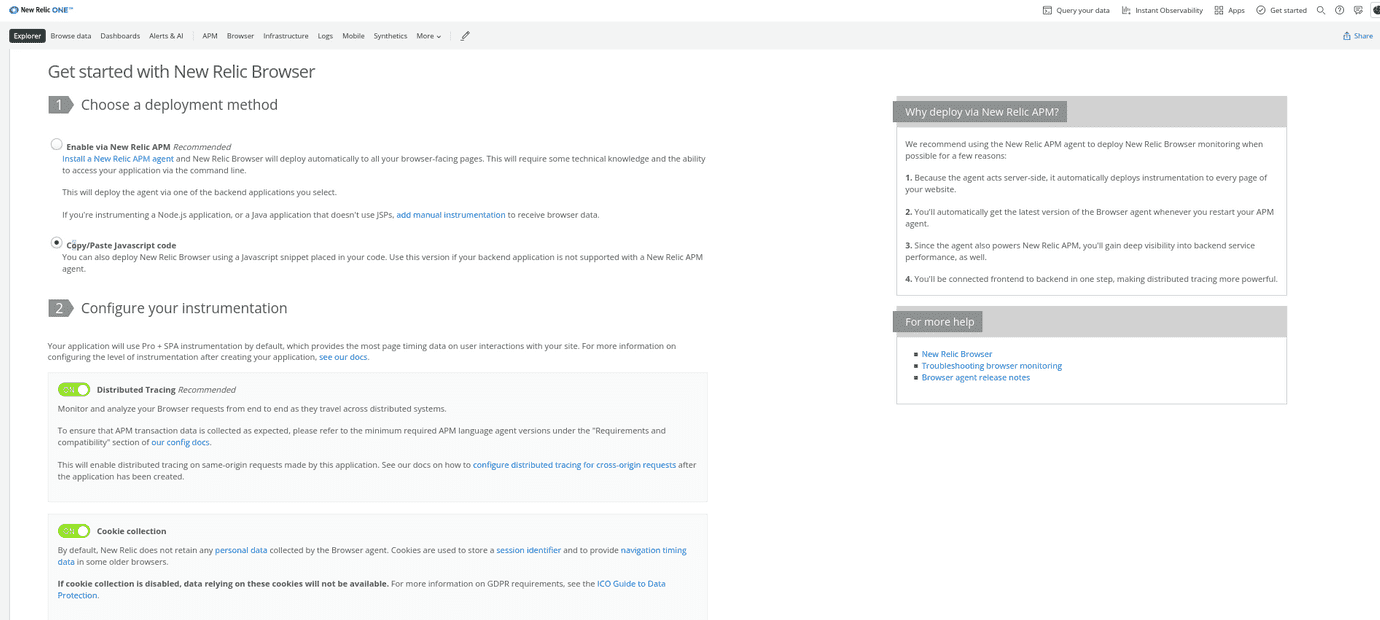 New Relic ONE™
Query your data
Instant Observability
Apps
Get started
Explorer
Browse data
Dashboards
Alerts & AI
APM
Browser
Infrastructure
Logs
Mobile
Synthetics
More
Share
Get started with New Relic Browser
1 Choose a deployment method
Enable via New Relic APM Recommended
Install a New Relic APM agent and New Relic Browser will deploy automatically to all your browser-facing pages. This will require some technical knowledge and the ability
to access your application via the command line.
This will deploy the agent via one of the backend applications you select.
If you're instrumenting a Node.js application, or a Java application that doesn't use JSPs, add manual instrumentation to receive browser data.
Copy/Paste Javascript code
You can also deploy New Relic Browser using a Javascript snippet placed in your code. Use this version if your backend application is not supported with a New Relic APM
agent.
2 Configure your instrumentation
Your application will use Pro + SPA instrumentation by default, which provides the most page timing data on user interactions with your site. For more information on
configuring the level of instrumentation after creating your application, see our docs.
ON Distributed Tracing Recommended
Monitor and analyze your Browser requests from end to end as they travel across distributed systems.
To ensure that APM transaction data is collected as expected, please refer to the minimum required APM language agent versions under the "Requirements and
compatibility" section of our config docs.
This will enable distributed tracing on same-origin requests made by this application. See our docs on how to configure distributed tracing for cross-origin requests after
the application has been created.
ON Cookie collection
By default, New Relic does not retain any personal data collected by the Browser agent. Cookies are used to store a session identifier and to provide navigation timing
data in some older browsers.
If cookie collection is disabled, data relying on these cookies will not be available. For more information on GDPR requirements, see the ICO Guide to Data
Protection.
Why deploy via New Relic APM?
We recommend using the New Relic APM agent to deploy New Relic Browser monitoring when
possible for a few reasons:
1. Because the agent acts server-side, it automatically deploys instrumentation to every page of
your website.
2. You'll automatically get the latest version of the Browser agent whenever you restart your APM
agent.
3. Since the agent also powers New Relic APM, you'll gain deep visibility into backend service
performance, as well.
4. You'll be connected frontend to backend in one step, making distributed tracing more powerful.
For more help
New Relic Browser
Troubleshooting browser monitoring
Browser agent release notes